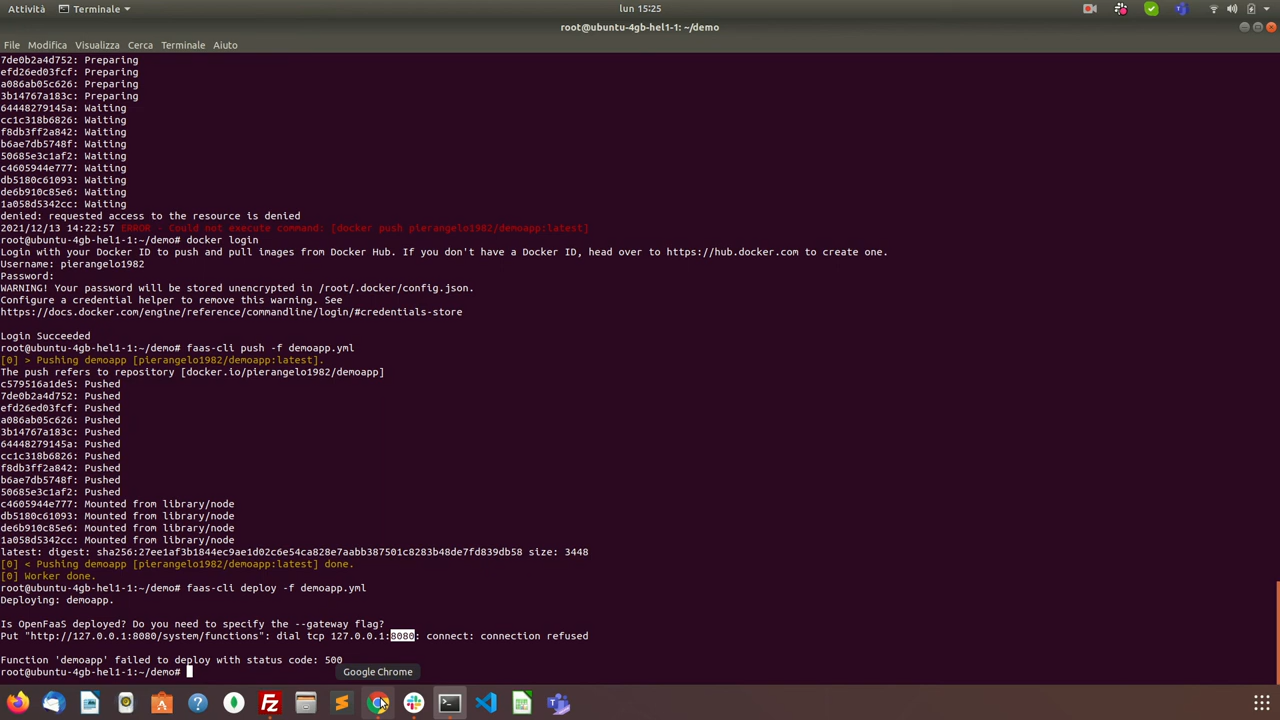 Attività
Terminale
lun 15:25
root@ubuntu-4gb-hel1-1: ~/demo
File Modifica Visualizza Cerca Terminale Aiuto
7de0b2a4d752: Preparing
efd26ed03fcf: Preparing
a086ab05c626: Preparing
3b14767a183c: Preparing
64448279145a: Waiting
cc1c931b6826: Waiting
f8db3ff2a842: Waiting
b6ae7db5748f: Waiting
50685e3c1af2: Waiting
c4605944e777: Waiting
db5180c61093: Waiting
de6b910c85e6: Waiting
1a058d5342cc: Waiting
denied: requested access to the resource is denied
2021/12/13 14:22:57 ERROR - Could not execute command: [docker push pierangelo1982/demoapp:latest]
root@ubuntu-4gb-hel1-1:~/demo# docker login
Login with your Docker ID to push and pull images from Docker Hub. If you don't have a Docker ID, head over to https://hub.docker.com to create one.
Username: pierangelo1982
Password:
WARNING! Your password will be stored unencrypted in /root/.docker/config.json.
Configure a credential helper to remove this warning. See
https://docs.docker.com/engine/reference/commandline/login/#credentials-store
Login Succeeded
root@ubuntu-4gb-hel1-1:~/demo# faas-cli push -f demoapp.yml
[0] > Pushing demoapp [pierangelo1982/demoapp:latest].
The push refers to repository [docker.io/pierangelo1982/demoapp]
c579516a1de5: Pushed
7de0b2a4d752: Pushed
efd26ed03fcf: Pushed
a086ab05c626: Pushed
3b14767a183c: Pushed
64448279145a: Pushed
cc1c931b6826: Pushed
f8db3ff2a842: Pushed
b6ae7db5748f: Pushed
50685e3c1af2: Pushed
c4605944e777: Mounted from library/node
db5180c61093: Mounted from library/node
de6b910c85e6: Mounted from library/node
1a058d5342cc: Mounted from library/node
latest: digest: sha256:27ee1af3b1844ec9ae1d02c6e54ca828e7aabb387501c8283b48de7fd839db58 size: 3448
[0] < Pushing demoapp [pierangelo1982/demoapp:latest] done.
[0] Worker done.
root@ubuntu-4gb-hel1-1:~/demo# faas-cli deploy -f demoapp.yml
Deploying: demoapp.
Is OpenFaaS deployed? Do you need to specify the --gateway flag?
Put "http://127.0.0.1:8080/system/functions": dial tcp 127.0.0.1:8080: connect: connection refused
Function 'demoapp' failed to deploy with status code: 500
root@ubuntu-4gb-hel1-1:~/demo#
Google Chrome